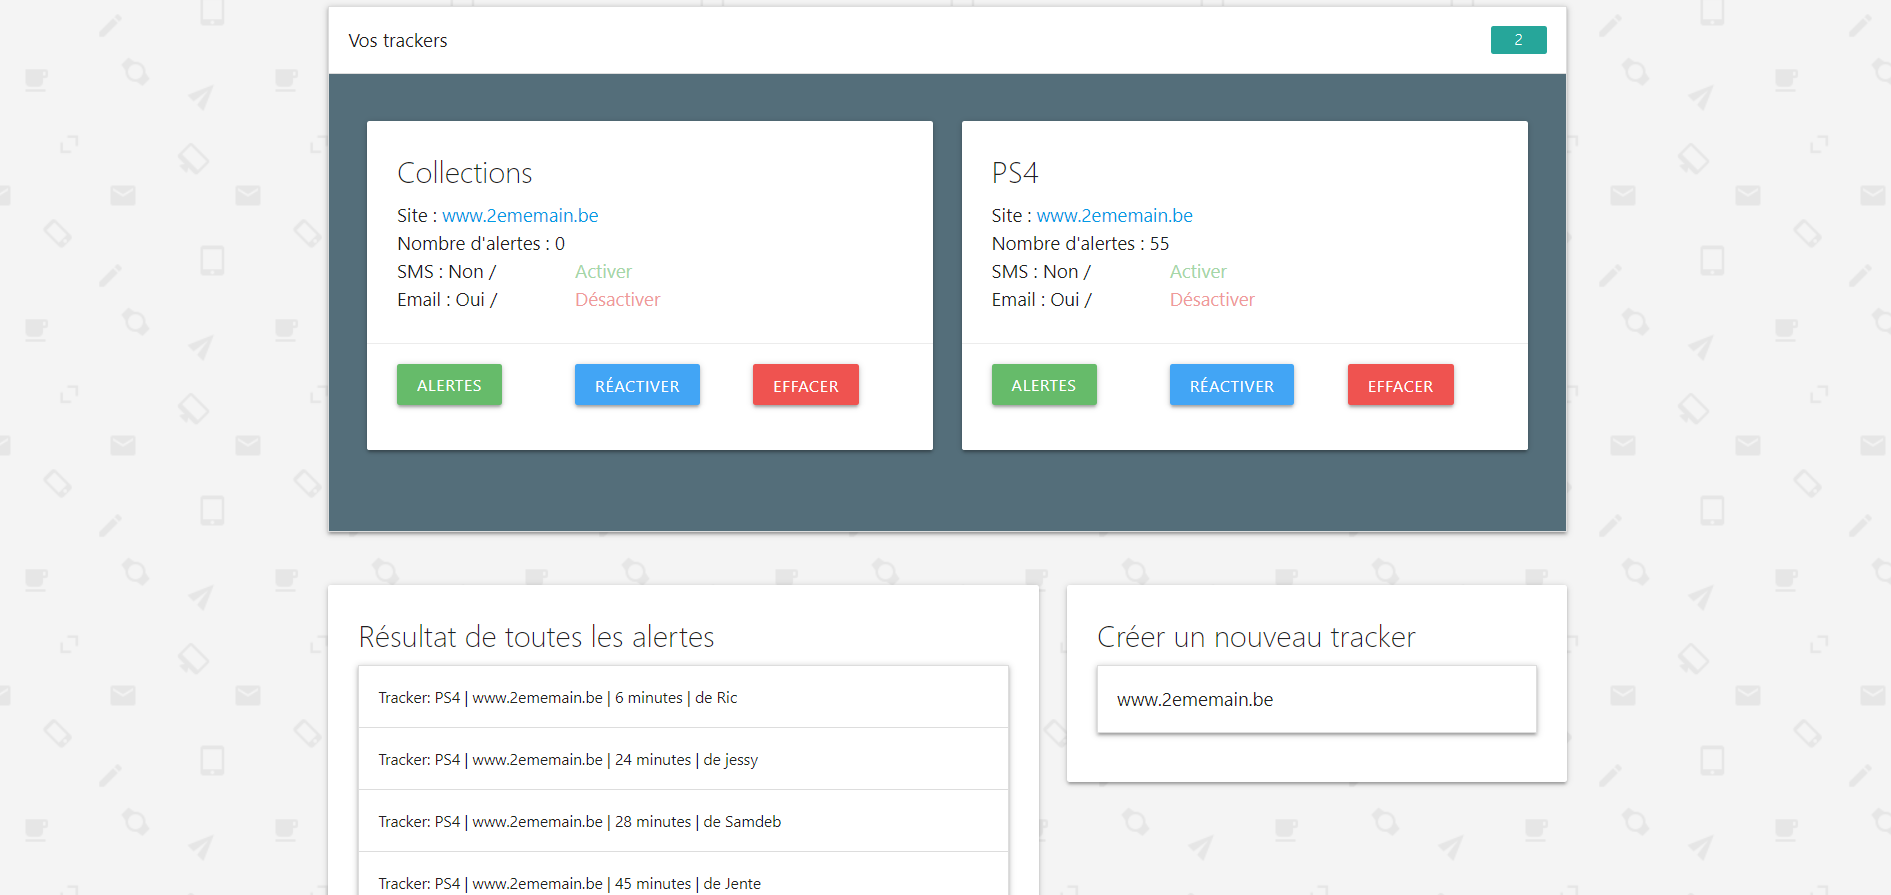 Vos trackers
2
Collections
Site : www.2ememain.be
Nombre d'alertes : 0
SMS : Non / Activer
Email : Oui / Désactiver
ALERTES RÉACTIVER EFFACER
PS4
Site : www.2ememain.be
Nombre d'alertes : 55
SMS : Non / Activer
Email : Oui / Désactiver
ALERTES RÉACTIVER EFFACER
Résultat de toutes les alertes
Tracker: PS4 | www.2ememain.be | 6 minutes | de Ric
Tracker: PS4 | www.2ememain.be | 24 minutes | de jessy
Tracker: PS4 | www.2ememain.be | 28 minutes | de Samdeb
Tracker: PS4 | www.2ememain.be | 45 minutes | de Jente
Créer un nouveau tracker
www.2ememain.be